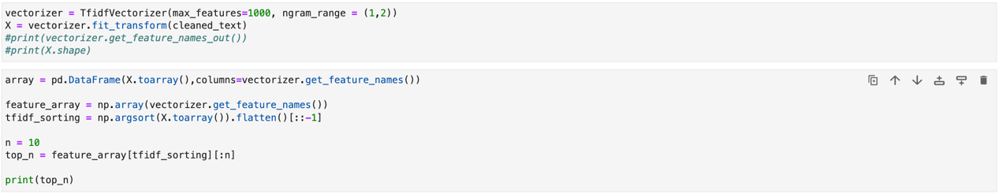 vectorizer = TfidfVectorizer(max_features=1000, ngram_range = (1,2))
X = vectorizer.fit_transform(cleaned_text)
#print(vectorizer.get_feature_names_out())
#print(X.shape)
array = pd.DataFrame(X.toarray(),columns=vectorizer.get_feature_names())
feature_array = np.array(vectorizer.get_feature_names())
tfidf_sorting = np.argsort(X.toarray()).flatten()[::-1]
n = 10
top_n = feature_array[tfidf_sorting][:n]
print(top_n)